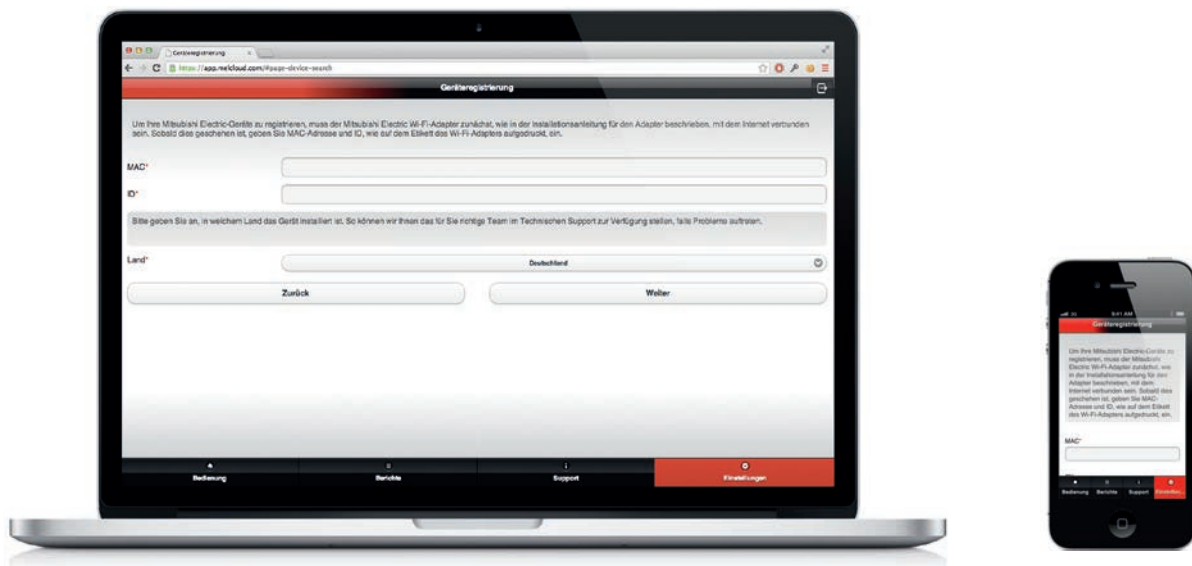 Geräteregistrierung
https://app.melcloud.com/#page-device-search
Geräteregistrierung
Um Ihre Mitsubishi Electric-Geräte zu registrieren, muss der Mitsubishi Electric Wi-Fi-Adapter zunächst, wie in der Installationsanleitung für den Adapter beschrieben, mit dem Internet verbunden
sein. Sobald dies geschehen ist, geben Sie MAC-Adresse und ID, wie auf dem Etikett des Wi-Fi-Adapters aufgedruckt, ein.
MAC*
ID*
Bitte geben Sie an, in welchem Land das Gerät installiert ist. So können wir Ihnen das für Sie richtige Team im Technischen Support zur Verfügung stellen, falls Probleme auftreten.
Land*
Deutschland
Zurück Weiter
Bedienung Berichte Support Einstellungen
3G 9:41 AM
Geräteregistrierung
Um Ihre Mitsubishi Electric-Geräte zu
registrieren, muss der Mitsubishi
Electric Wi-Fi-Adapter zunächst, wie
in der Installationsanleitung für den
Adapter beschrieben, mit dem
Internet verbunden sein. Sobald dies
geschehen ist, geben Sie MAC-
Adresse und ID, wie auf dem Etikett
des Wi-Fi-Adapters aufgedruckt, ein.
MAC*
Bedienung Berichte Support Einstellun...